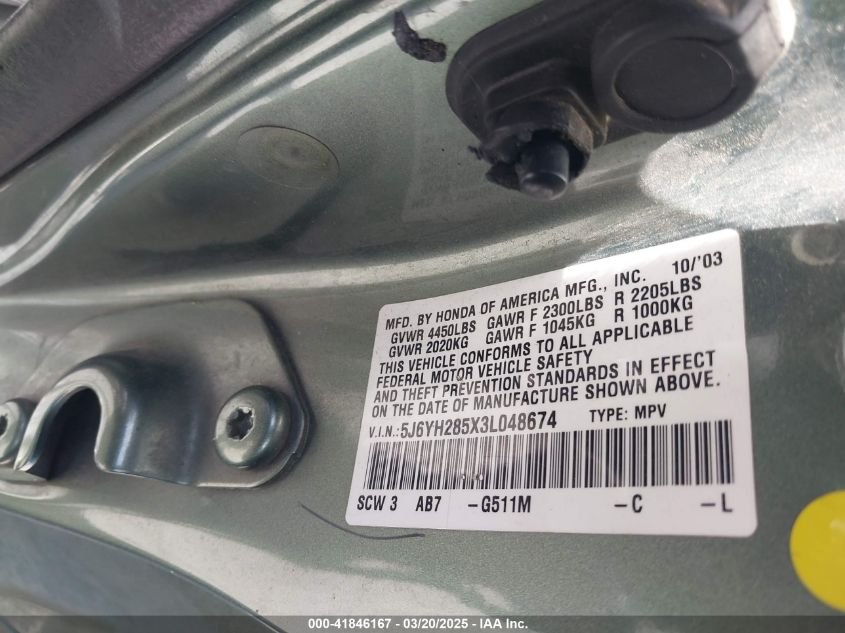 MFD. BY HONDA OF AMERICA MFG., INC. 10/'03
GVWR 4450LBS GAWR F 2300LBS R 2205LBS
GVWR 2020KG GAWR F 1045KG R 1000KG
THIS VEHICLE CONFORMS TO ALL APPLICABLE
FEDERAL MOTOR VEHICLE SAFETY
AND THEFT PREVENTION STANDARDS IN EFFECT
ON THE DATE OF MANUFACTURE SHOWN ABOVE.
V.I.N.:5J6YH285X3L048674 TYPE: MPV
SCW 3 AB7 -G511M -C -L
000-41846167 - 03/20/2025 - IAA Inc.